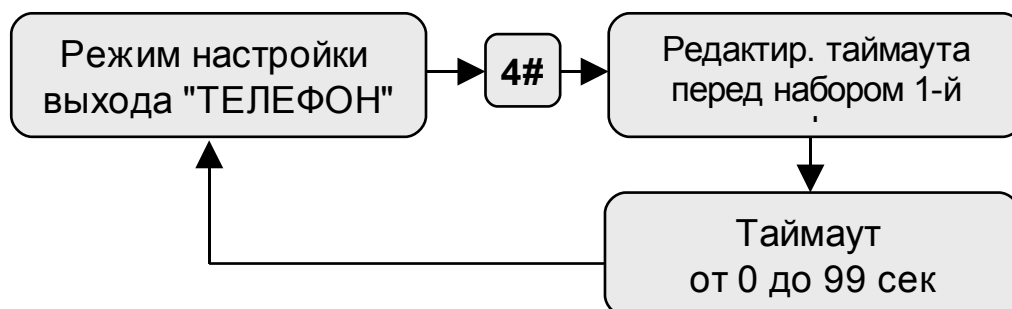 Режим настройки
выхода "ТЕЛЕФОН"
4#
Редактир. таймаута
перед набором 1-й
Таймаут
от 0 до 99 сек